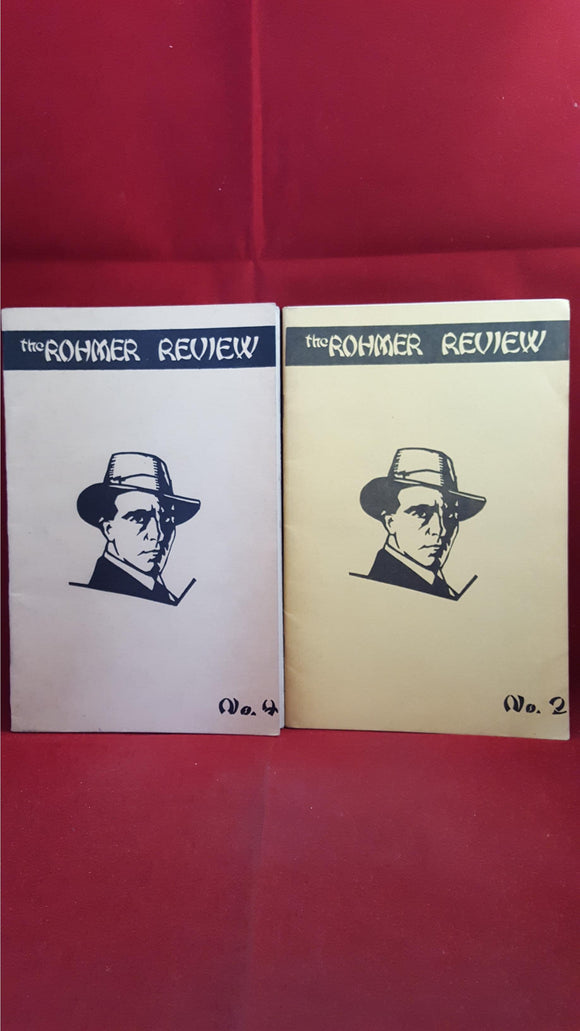 the ROHMER REVIEW
No. 4
the ROHMER REVIEW
No. 2